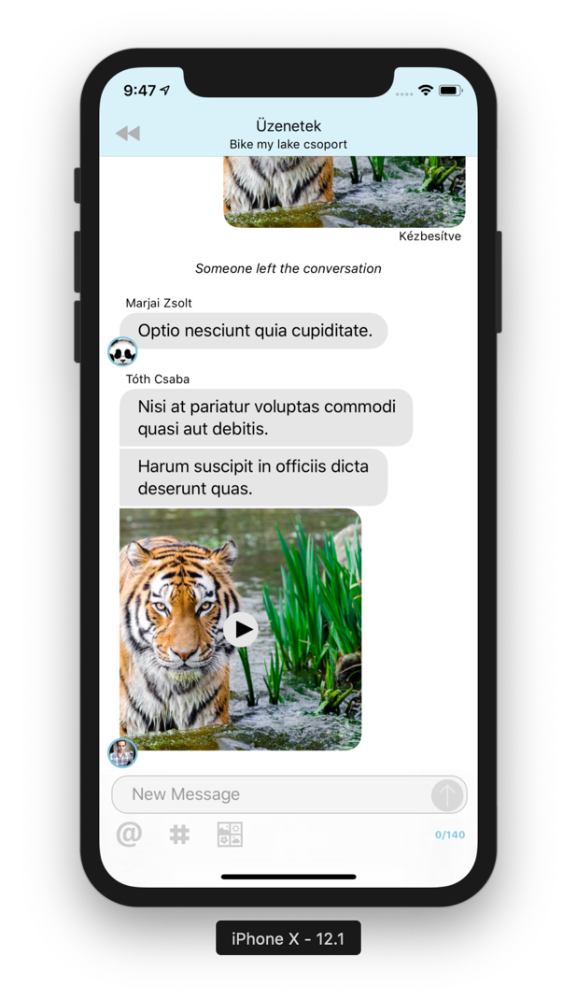 9:47
Üzenetek
Bike my lake csoport
Kézbesítve
Someone left the conversation
Marjai Zsolt
Optio nesciunt quia cupiditate.
Tóth Csaba
Nisi at pariatur voluptas commodi
quasi aut debitis.
Harum suscipit in officiis dicta
deserunt quas.
New Message
@ #
0/140
iPhone X - 12.1